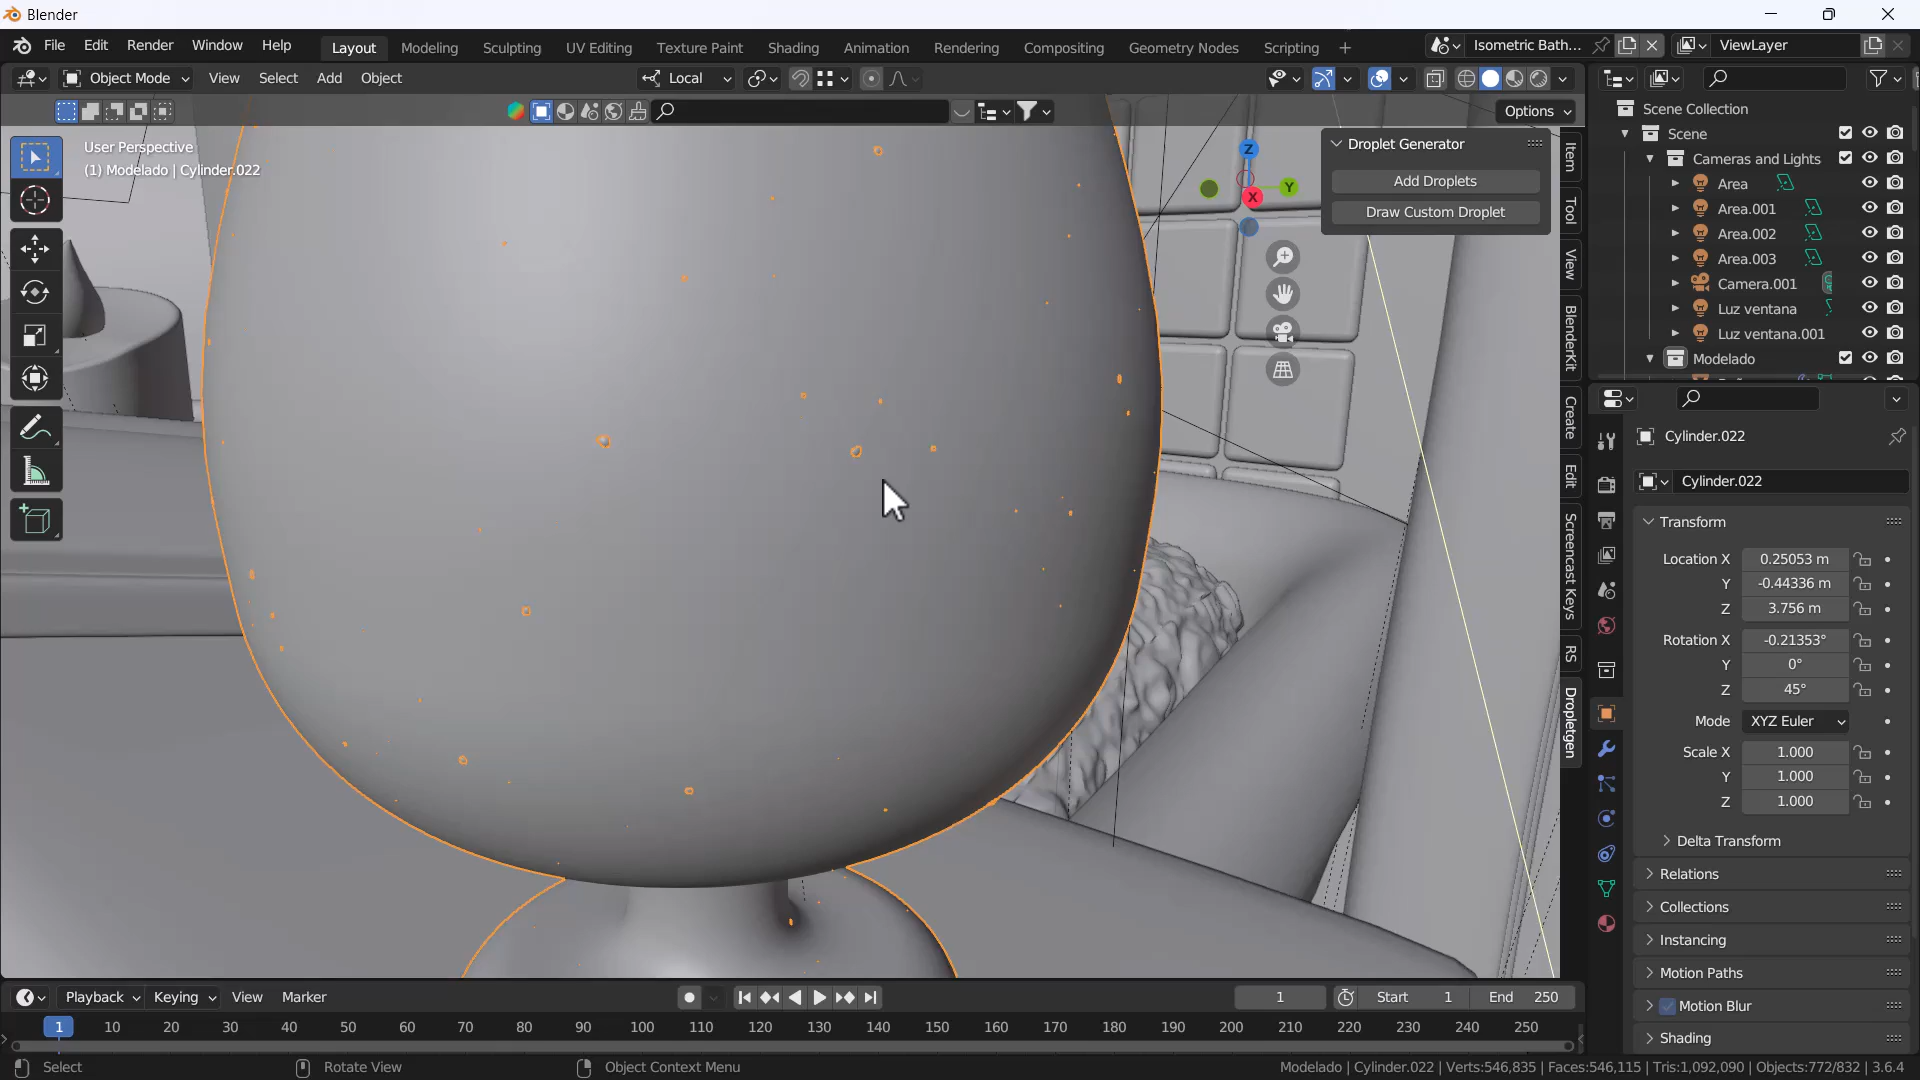 Blender
File Edit Render Window Help Layout Modeling Sculpting UV Editing Texture Paint Shading Animation Rendering Compositing Geometry Nodes Scripting + Isometric Bath... ViewLayer
Object Mode View Select Add Object Local
Options
User Perspective
(1) Modelado | Cylinder.022
Z
Y
X
Droplet Generator
Add Droplets
Draw Custom Droplet
Item
Tool
View
BlenderKit
Create
Edit
Screencast Keys
RS
Dropletgen
Scene Collection
Scene
Cameras and Lights
Area
Area.001
Area.002
Area.003
Camera.001
Luz ventana
Luz ventana.001
Modelado
Cylinder.022
Cylinder.022
Transform
Location X 0.25053 m
Y -0.44336 m
Z 3.756 m
Rotation X -0.21353°
Y 0°
Z 45°
Mode XYZ Euler
Scale X 1.000
Y 1.000
Z 1.000
Delta Transform
Relations
Collections
Instancing
Motion Paths
Motion Blur
Shading
Playback Keying View Marker 1 Start 1 End 250
1 10 20 30 40 50 60 70 80 90 100 110 120 130 140 150 160 170 180 190 200 210 220 230 240 250
Select Rotate View Object Context Menu Modelado | Cylinder.022 | Verts:546,835 | Faces:546,115 | Tris:1,092,090 | Objects:772/832 | 3.6.4